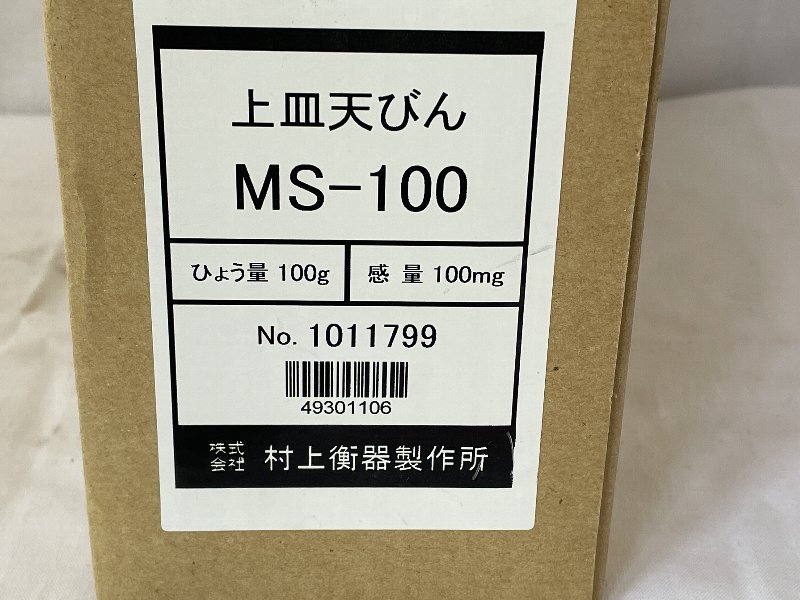 上皿天びん
MS-100
ひょう量 100g
感 量 100mg
No. 1011799
49301106
株式会社 村上衡器製作所